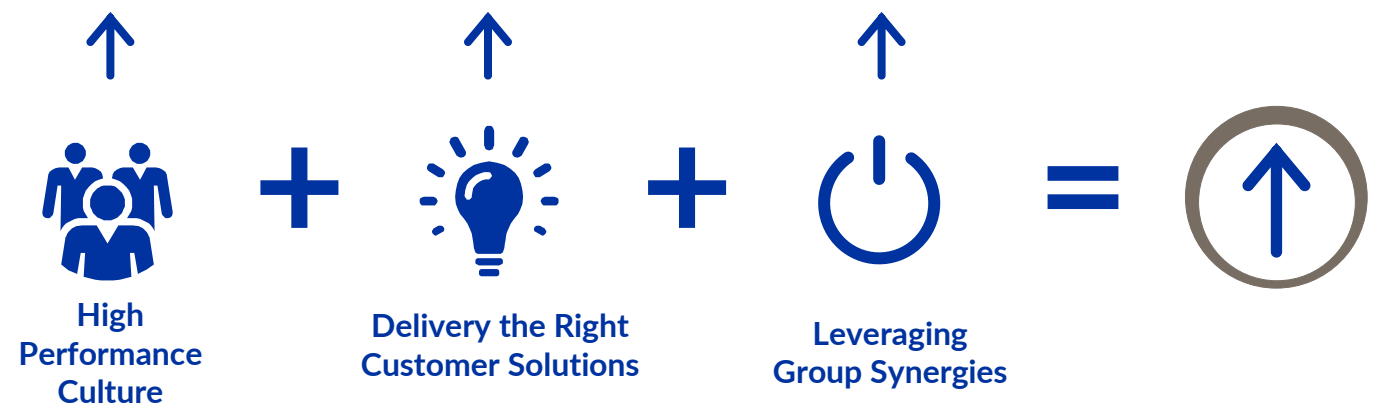 High
Performance
Culture
+
Delivery the Right
Customer Solutions
+
Leveraging
Group Synergies
=